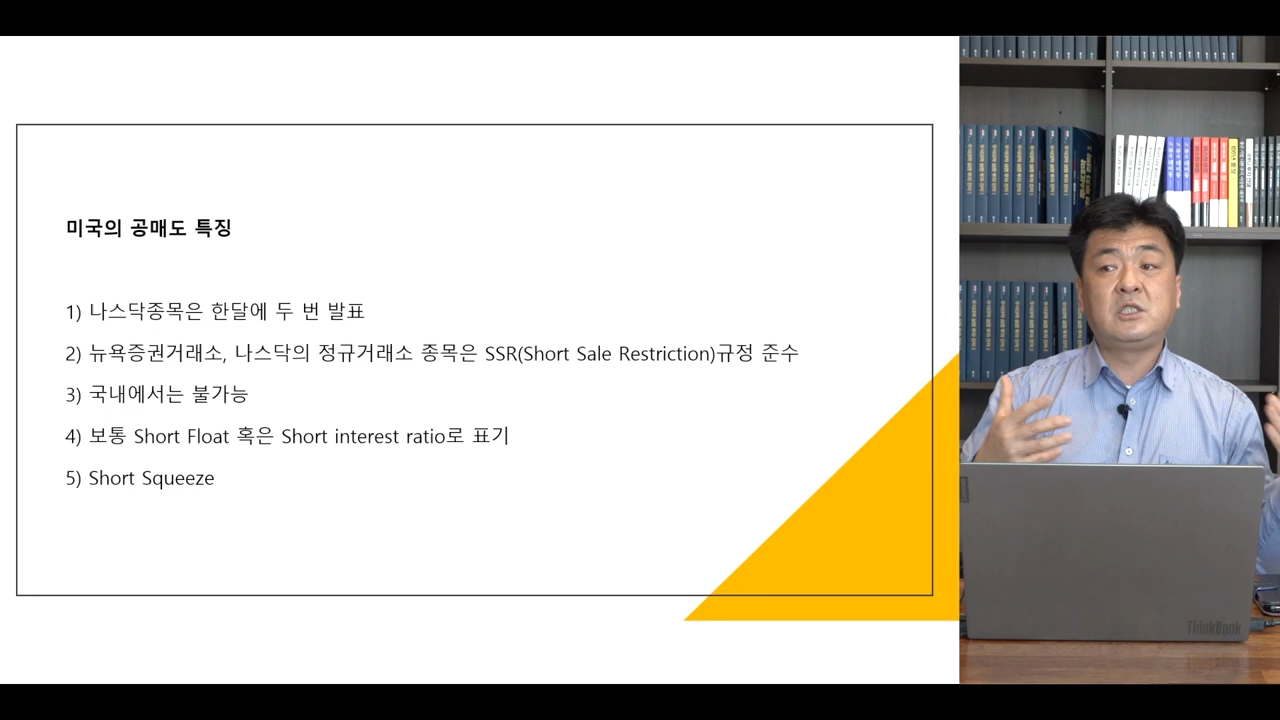 미국의 공매도 특징
1) 나스닥종목은 한달에 두 번 발표
2) 뉴욕증권거래소, 나스닥의 정규거래소 종목은 SSR(Short Sale Restriction)규정 준수
3) 국내에서는 불가능
4) 보통 Short Float 혹은 Short interest ratio로 표기
5) Short Squeeze
ThinkBook